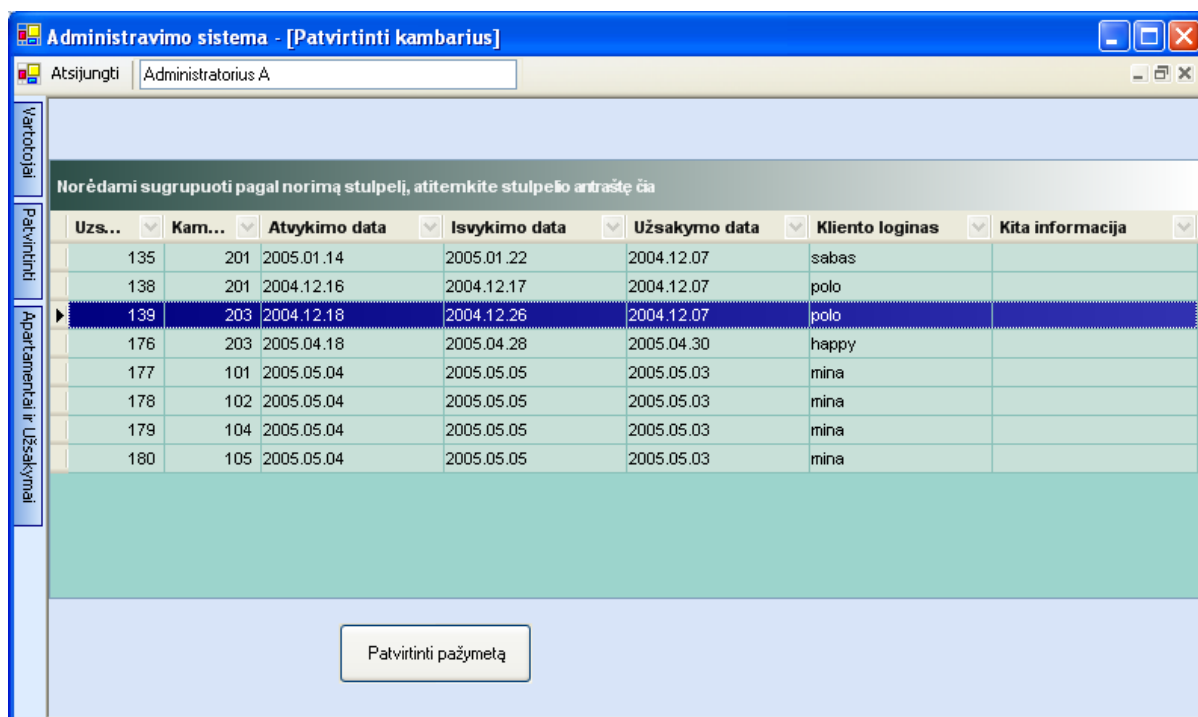 Administravimo sistema - [Patvirtinti kambarius]
Atsijungti Administratorius A
Vartotojai
Patvirtinti
Apartamentai ir Užsakymai
Norėdami sugrupuoti pagal norimą stulpelį, atitemkite stulpelio antraštę čia
Uzs... Kam... Atvykimo data Isvykimo data Užsakymo data Kliento loginas Kita informacija
135 201 2005.01.14 2005.01.22 2004.12.07 sabas
138 201 2004.12.16 2004.12.17 2004.12.07 polo
139 203 2004.12.18 2004.12.26 2004.12.07 polo
176 203 2005.04.18 2005.04.28 2005.04.30 happy
177 101 2005.05.04 2005.05.05 2005.05.03 mina
178 102 2005.05.04 2005.05.05 2005.05.03 mina
179 104 2005.05.04 2005.05.05 2005.05.03 mina
180 105 2005.05.04 2005.05.05 2005.05.03 mina
Patvirtinti pažymetą